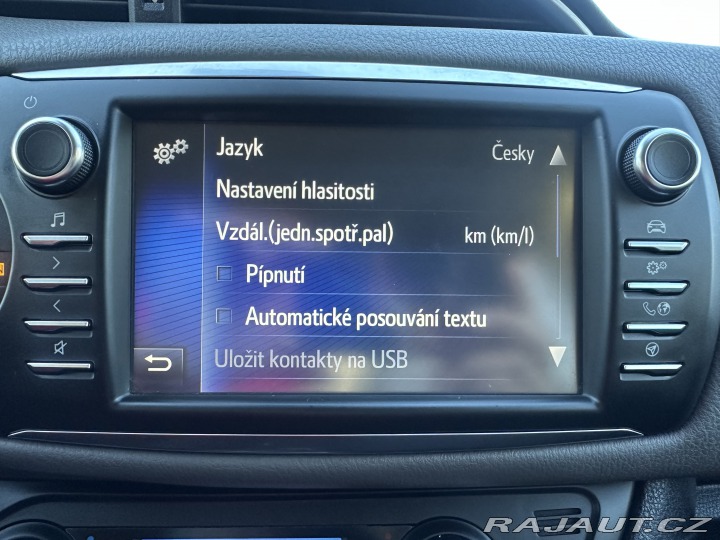 Jazyk
Česky
Nastavení hlasitosti
Vzdál.(jedn.spotř.pal)
km (km/l)
Pípnutí
Automatické posouvání textu
Uložit kontakty na USB
RAJAUT.CZ